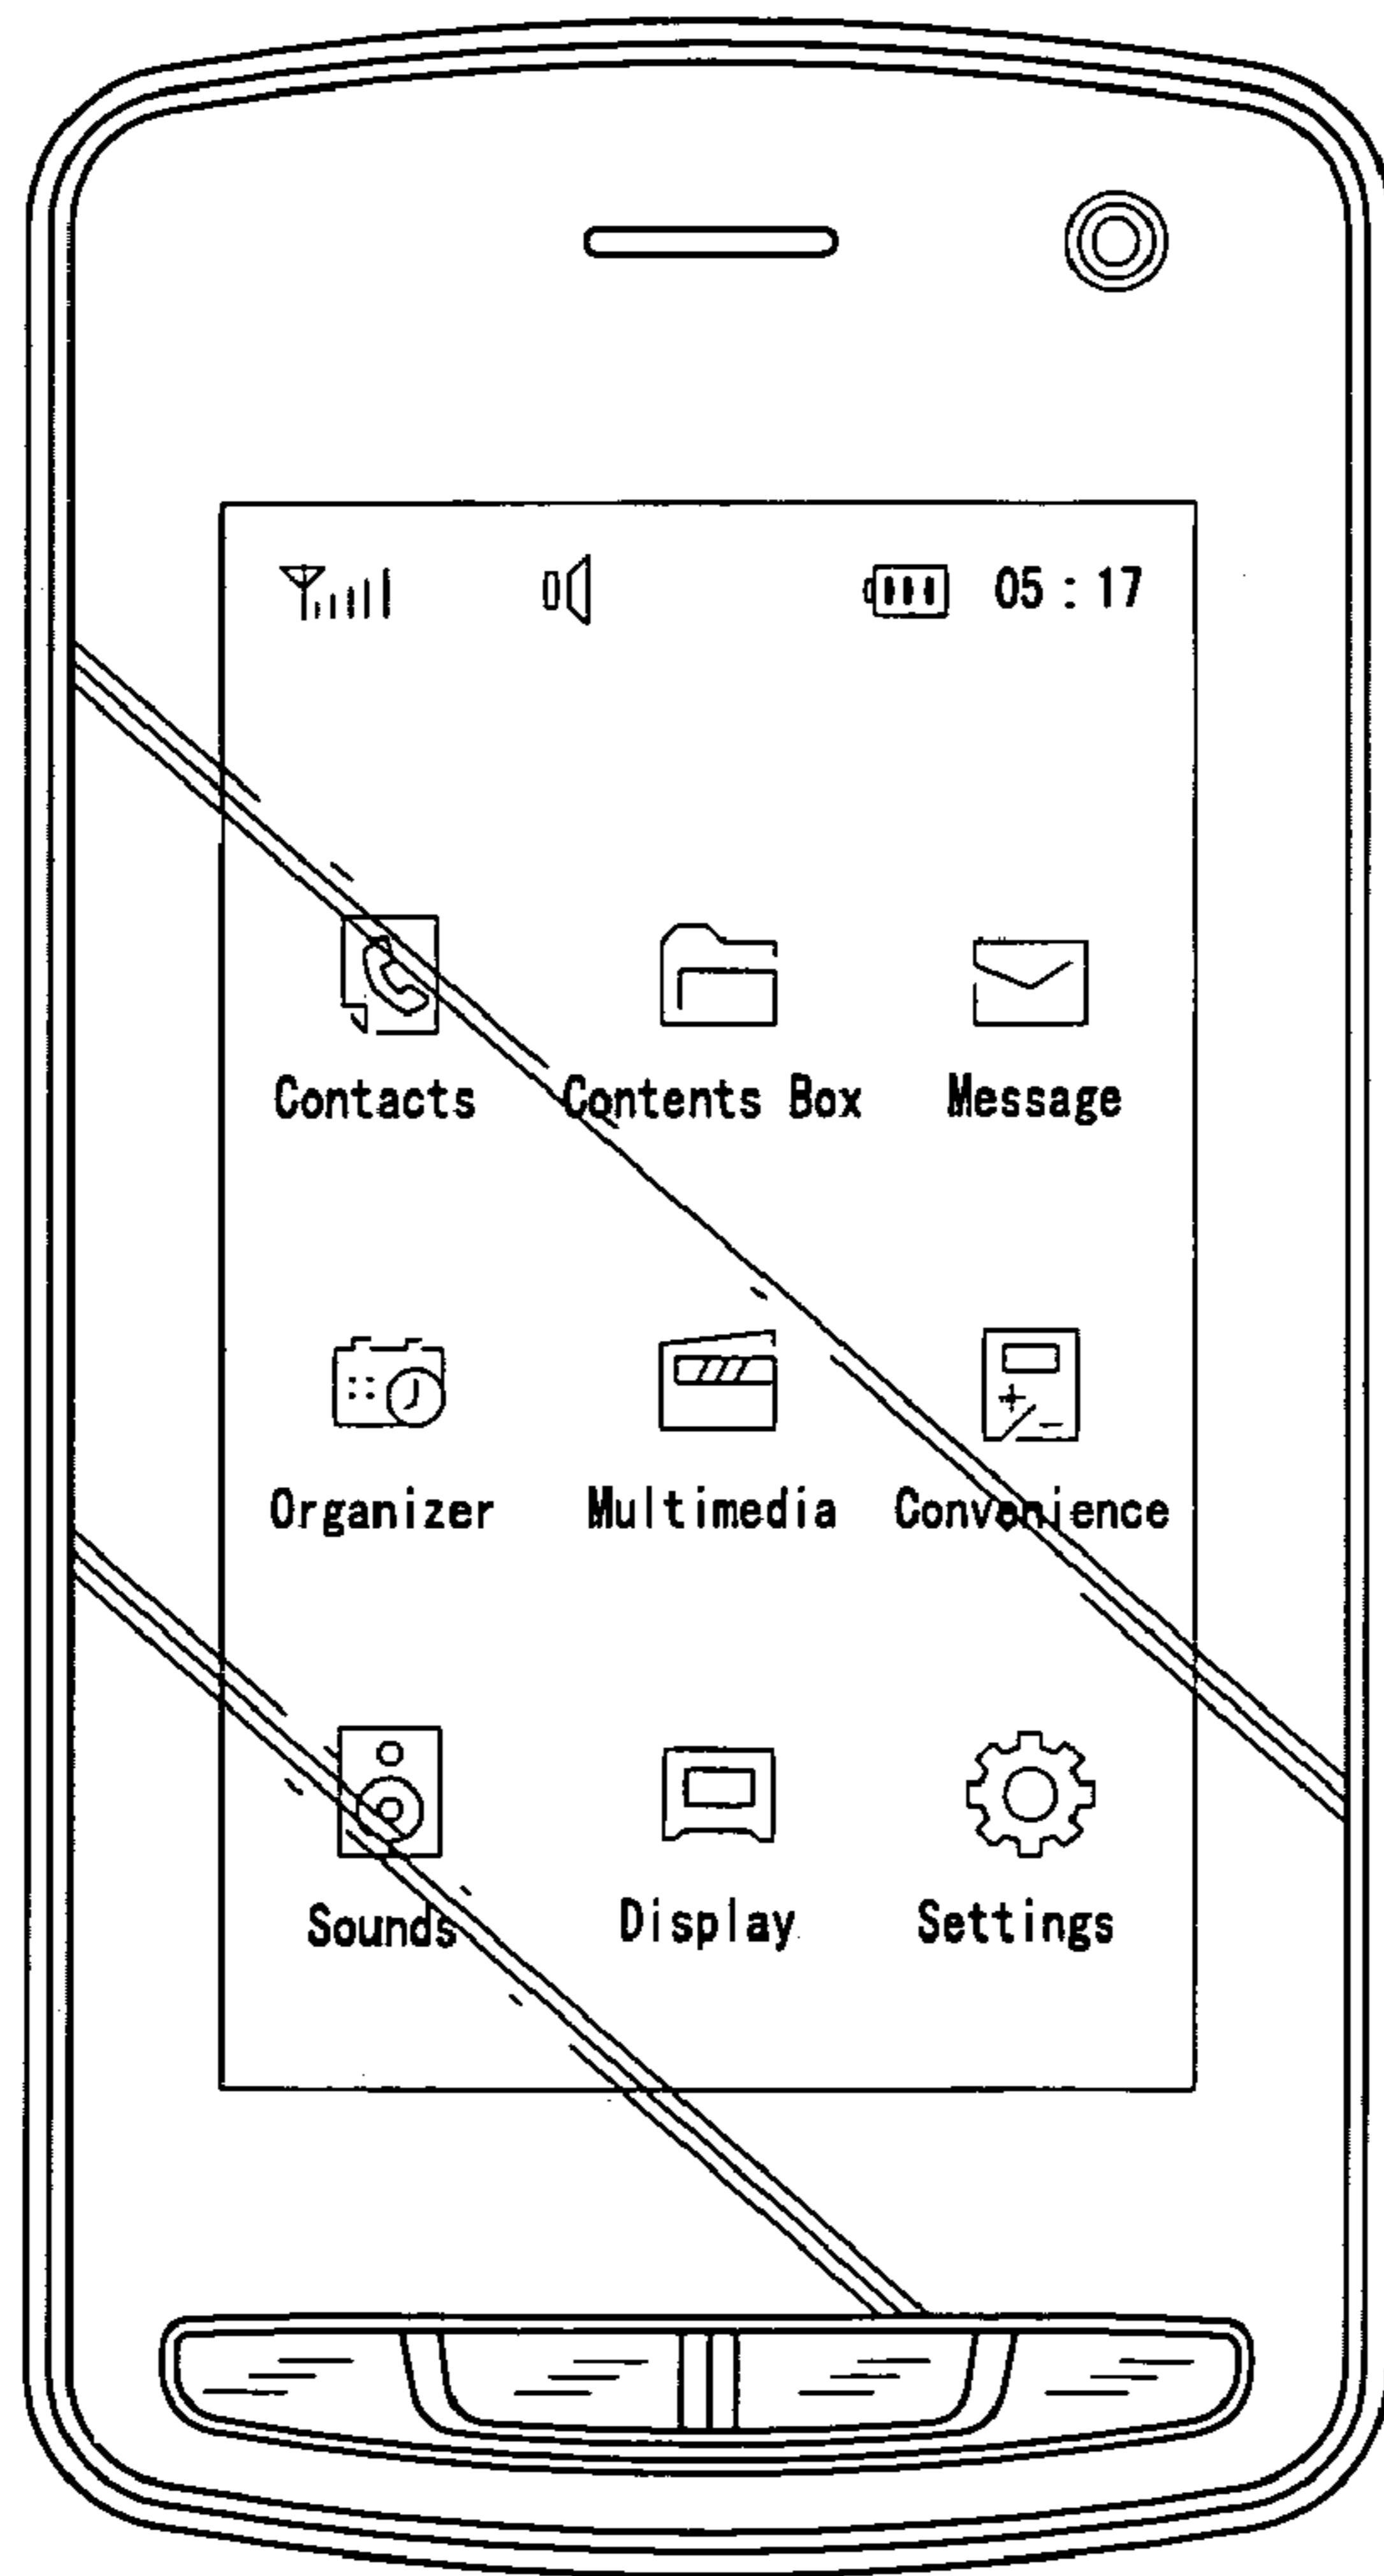 05:17
Contacts Contents Box Message
Organizer Multimedia Convenience
Sounds Display Settings